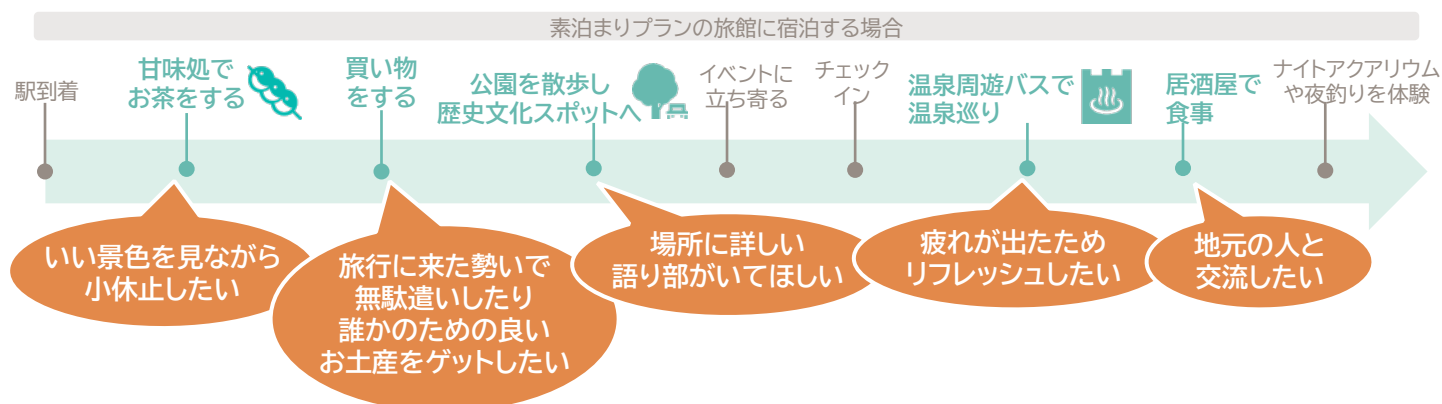 素泊まりプランの旅館に宿泊する場合
駅到着
甘味処で
お茶をする
買い物
をする
公園を散歩し
歴史文化スポットへ
イベントに
立ち寄る
チェック
イン
温泉周遊バスで
温泉巡り
居酒屋で
食事
ナイトアクアリウム
や夜釣りを体験
いい景色を見ながら
小休止したい
旅行に来た勢いで
無駄遣いしたり
誰かのための良い
お土産をゲットしたい
場所に詳しい
語り部がいてほしい
疲れが出たため
リフレッシュしたい
地元の人と
交流したい